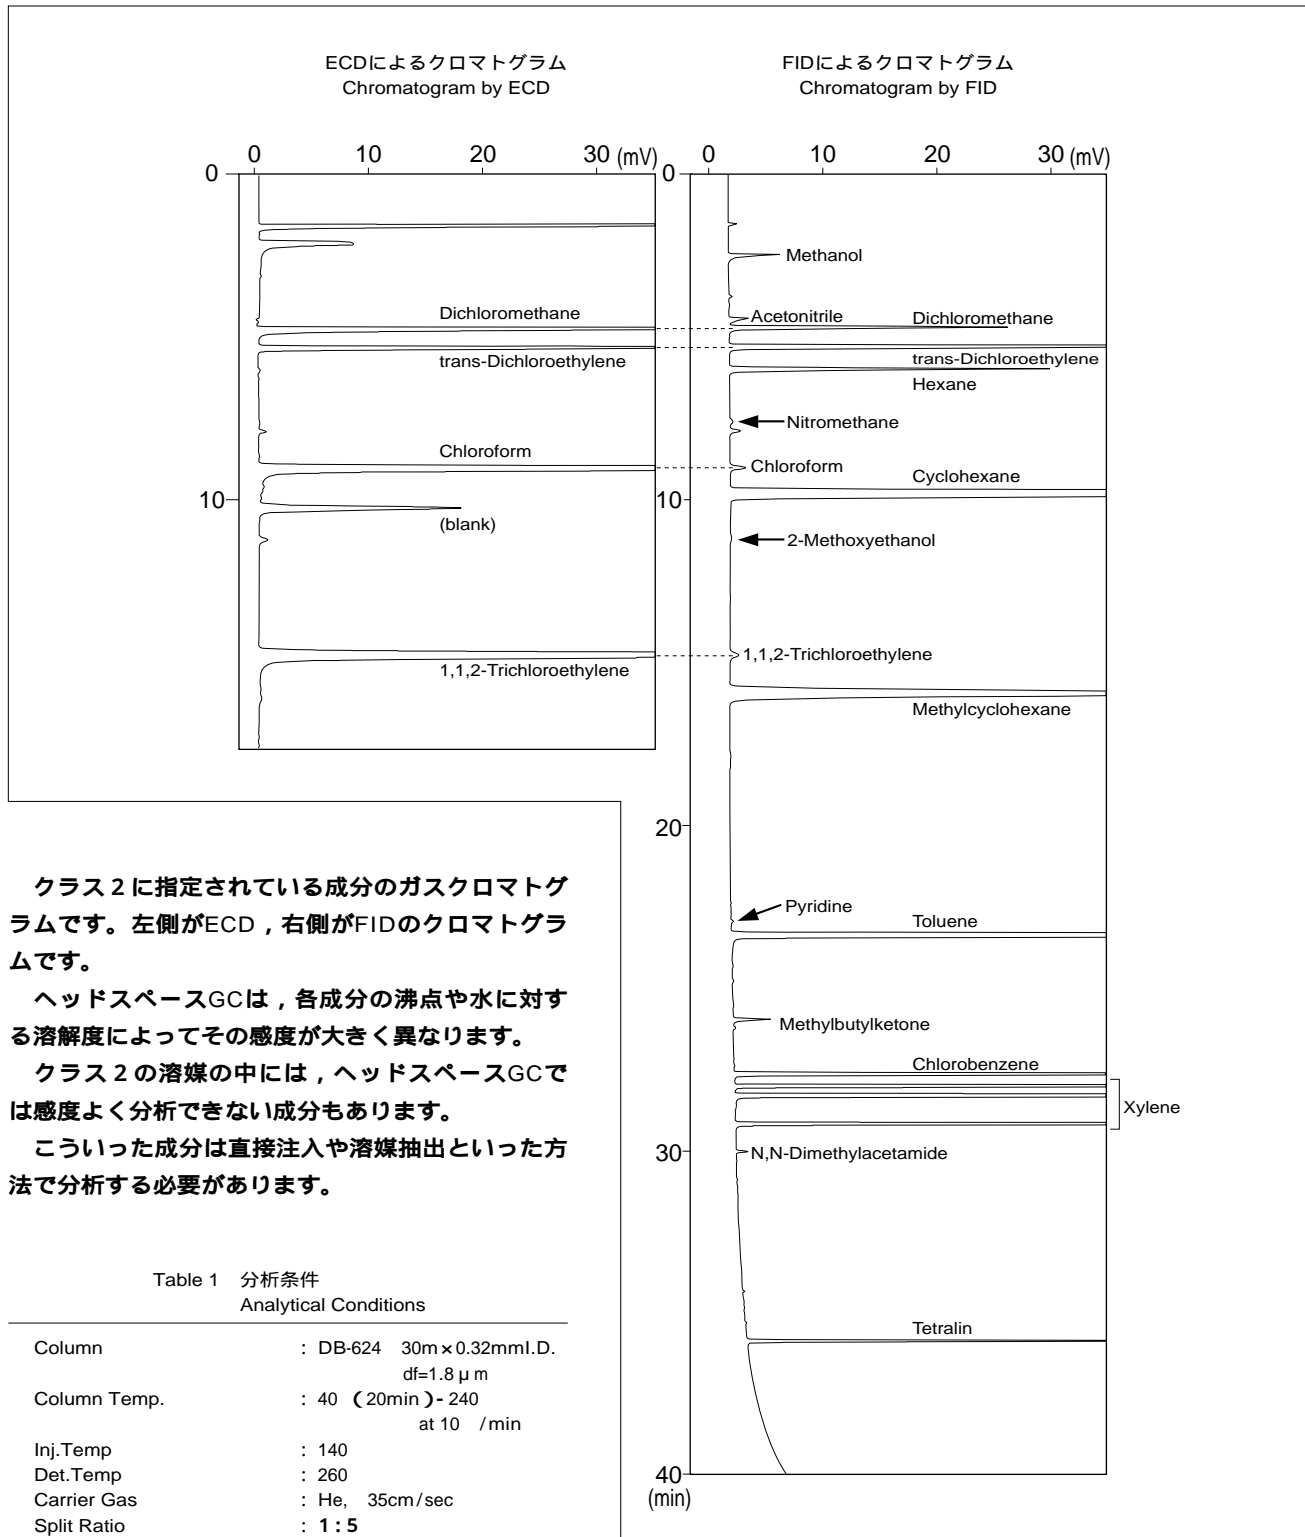 ECDによるクロマトグラム
Chromatogram by ECD
0 10 20 30 (mV)
0
Dichloromethane
trans-Dichloroethylene
Chloroform
10
(blank)
1,1,2-Trichloroethylene
FIDによるクロマトグラム
Chromatogram by FID
0 10 20 30 (mV)
0
Methanol
Acetonitrile
Dichloromethane
trans-Dichloroethylene
Hexane
Nitromethane
Chloroform
Cyclohexane
10
2-Methoxyethanol
1,1,2-Trichloroethylene
Methylcyclohexane
20
Pyridine
Toluene
Methylbutylketone
Chlorobenzene
Xylene
30
N,N-Dimethylacetamide
Tetralin
40
(min)
クラス2に指定されている成分のガスクロマトグ
ラムです。左側がECD，右側がFIDのクロマトグラ
ムです。
ヘッドスペースGCは，各成分の沸点や水に対す
る溶解度によってその感度が大きく異なります。
クラス2の溶媒の中には，ヘッドスペースGCで
は感度よく分析できない成分もあります。
こういった成分は直接注入や溶媒抽出といった方
法で分析する必要があります。
Table 1 分析条件
Analytical Conditions
Column : DB-624 30m×0.32mmI.D.
df=1.8μm
Column Temp. : 40 (20min)-240
at 10 /min
Inj.Temp : 140
Det.Temp : 260
Carrier Gas : He, 35cm/sec
Split Ratio : 1:5